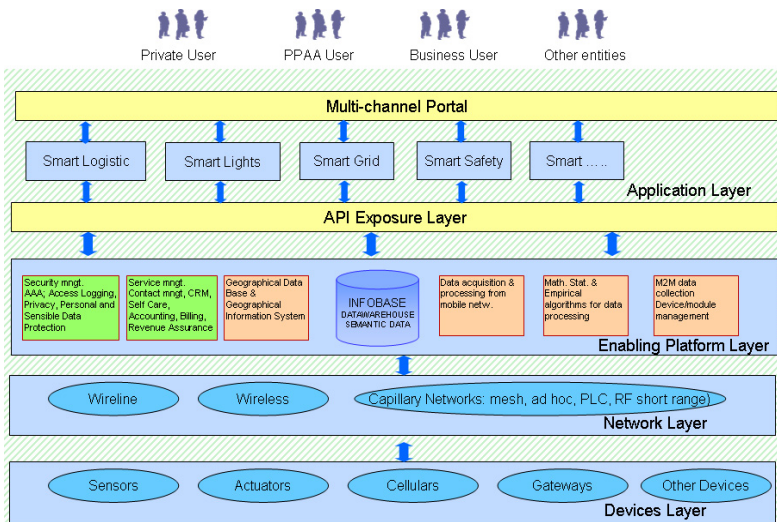 Private User
PPAA User
Business User
Other entities
Multi-channel Portal
Smart Logistic
Smart Lights
Smart Grid
Smart Safety
Smart .....
Application Layer
API Exposure Layer
Security mngt.
AAA; Access Logging,
Privacy, Personal and
Sensible Data
Protection
Service mngt.
Contact mngt, CRM,
Self Care,
Accounting, Billing,
Revenue Assurance
Geographical Data
Base &
Geographical
Information System
INFOBASE
DATAWAREHOUSE
SEMANTIC DATA
Data acquisition &
processing from
mobile netw.
Math. Stat. &
Empirical
algorithms for data
processing
M2M data
collection
Device/module
management
Enabling Platform Layer
Wireline
Wireless
Capillary Networks: mesh, ad hoc, PLC, RF short range)
Network Layer
Sensors
Actuators
Cellulars
Gateways
Other Devices
Devices Layer